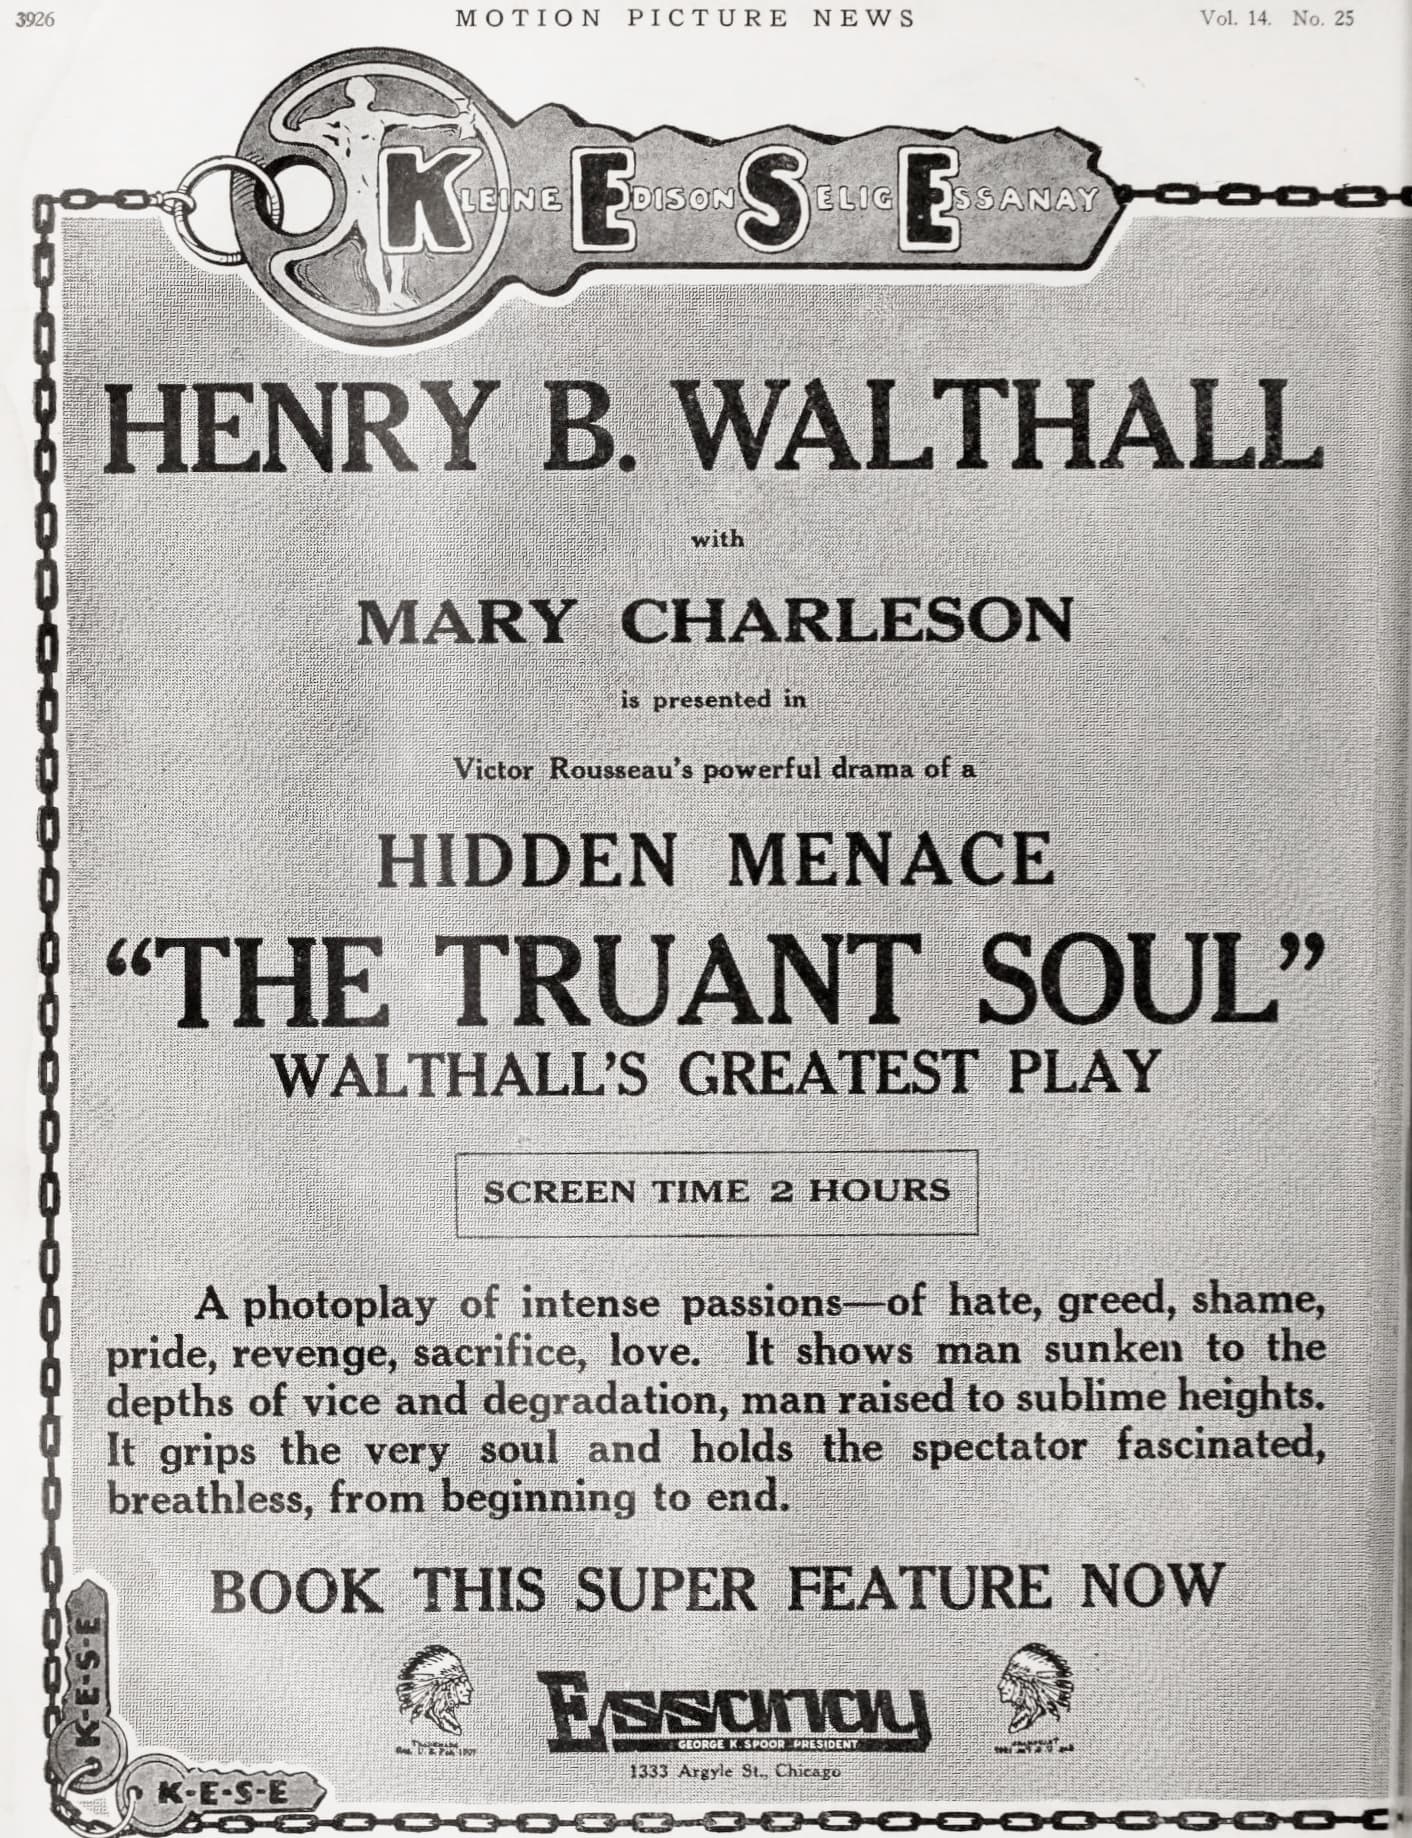 3926
MOTION PICTURE NEWS
Vol. 14. No. 25
KLEINE EDISON SELIG ESSANAY
HENRY B. WALTHALL
with
MARY CHARLESON
is presented in
Victor Rousseau's powerful drama of a
HIDDEN MENACE
“THE TRUANT SOUL”
WALTHALL'S GREATEST PLAY
SCREEN TIME 2 HOURS
A photoplay of intense passions—of hate, greed, shame,
pride, revenge, sacrifice, love. It shows man sunken to the
depths of vice and degradation, man raised to sublime heights.
It grips the very soul and holds the spectator fascinated,
breathless, from beginning to end.
BOOK THIS SUPER FEATURE NOW
K-E-S-E
Essanay
GEORGE K. SPOOR PRESIDENT
1333 Argyle St., Chicago
K-E-S-E